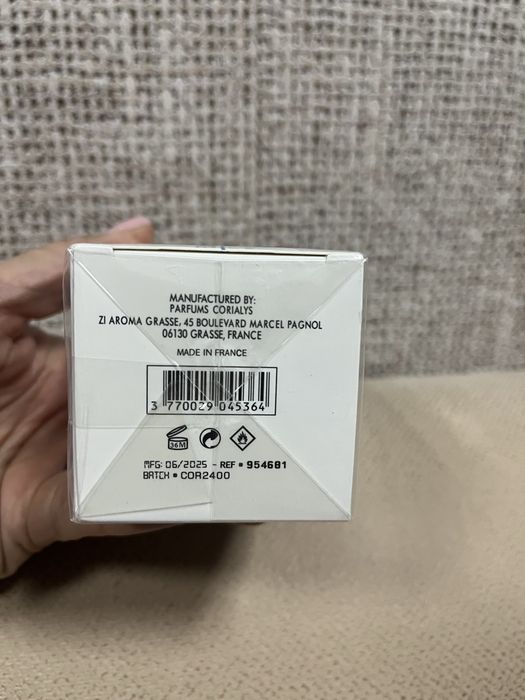 MANUFACTURED BY:
PARFUMS CORIALYS
ZI AROMA GRASSE, 45 BOULEVARD MARCEL PAGNOL
06130 GRASSE, FRANCE
MADE IN FRANCE
3 770029 045364
36M
MFG: 06/2025 - REF • 954681
BATCH • COR2400